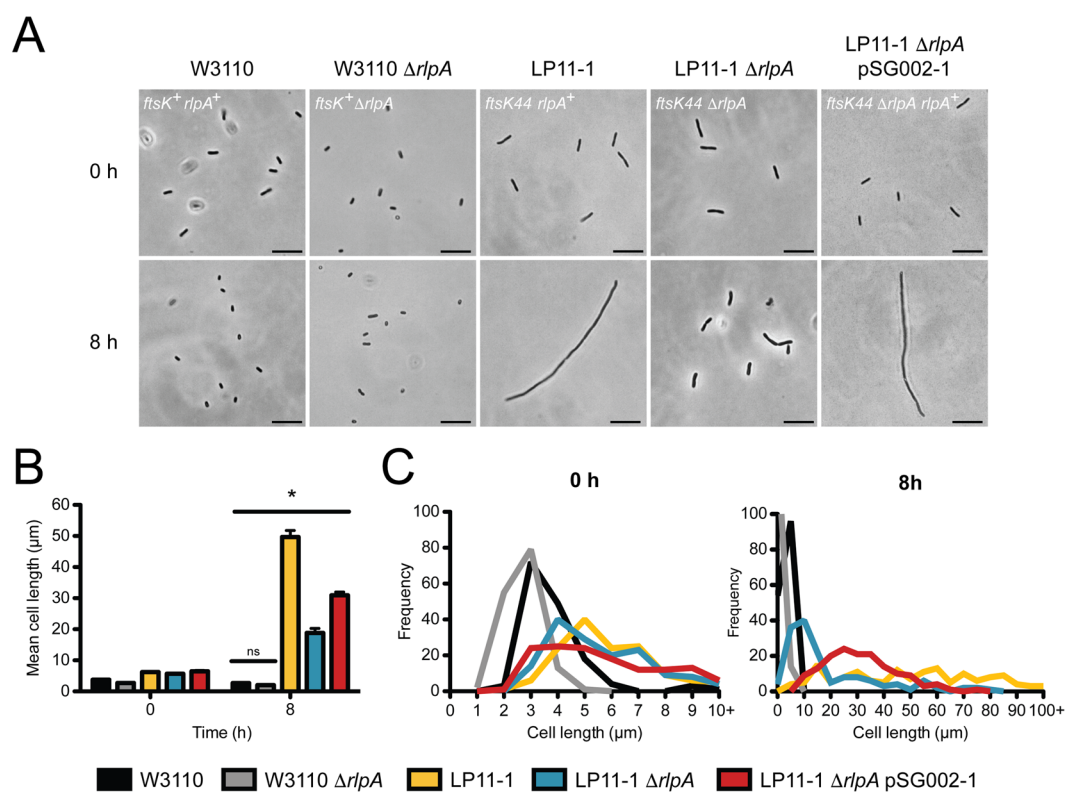 A
W3110
W3110 ΔrlpA
LP11-1
LP11-1 ΔrlpA
LP11-1 ΔrlpA
pSG002-1
ftsK+ rlpA+
ftsK+ ΔrlpA
ftsK44 rlpA+
ftsK44 ΔrlpA
ftsK44 ΔrlpA rlpA+
0 h
8 h
B
Mean cell length (μm)
60
50
40
30
20
10
0
ns
*
0
8
Time (h)
C
0 h
Frequency
100
80
60
40
20
0
0 1 2 3 4 5 6 7 8 9 10+
Cell length (μm)
8h
Frequency
100
80
60
40
20
0
0 10 20 30 40 50 60 70 80 90 100+
Cell length (μm)
W3110
W3110 ΔrlpA
LP11-1
LP11-1 ΔrlpA
LP11-1 ΔrlpA pSG002-1